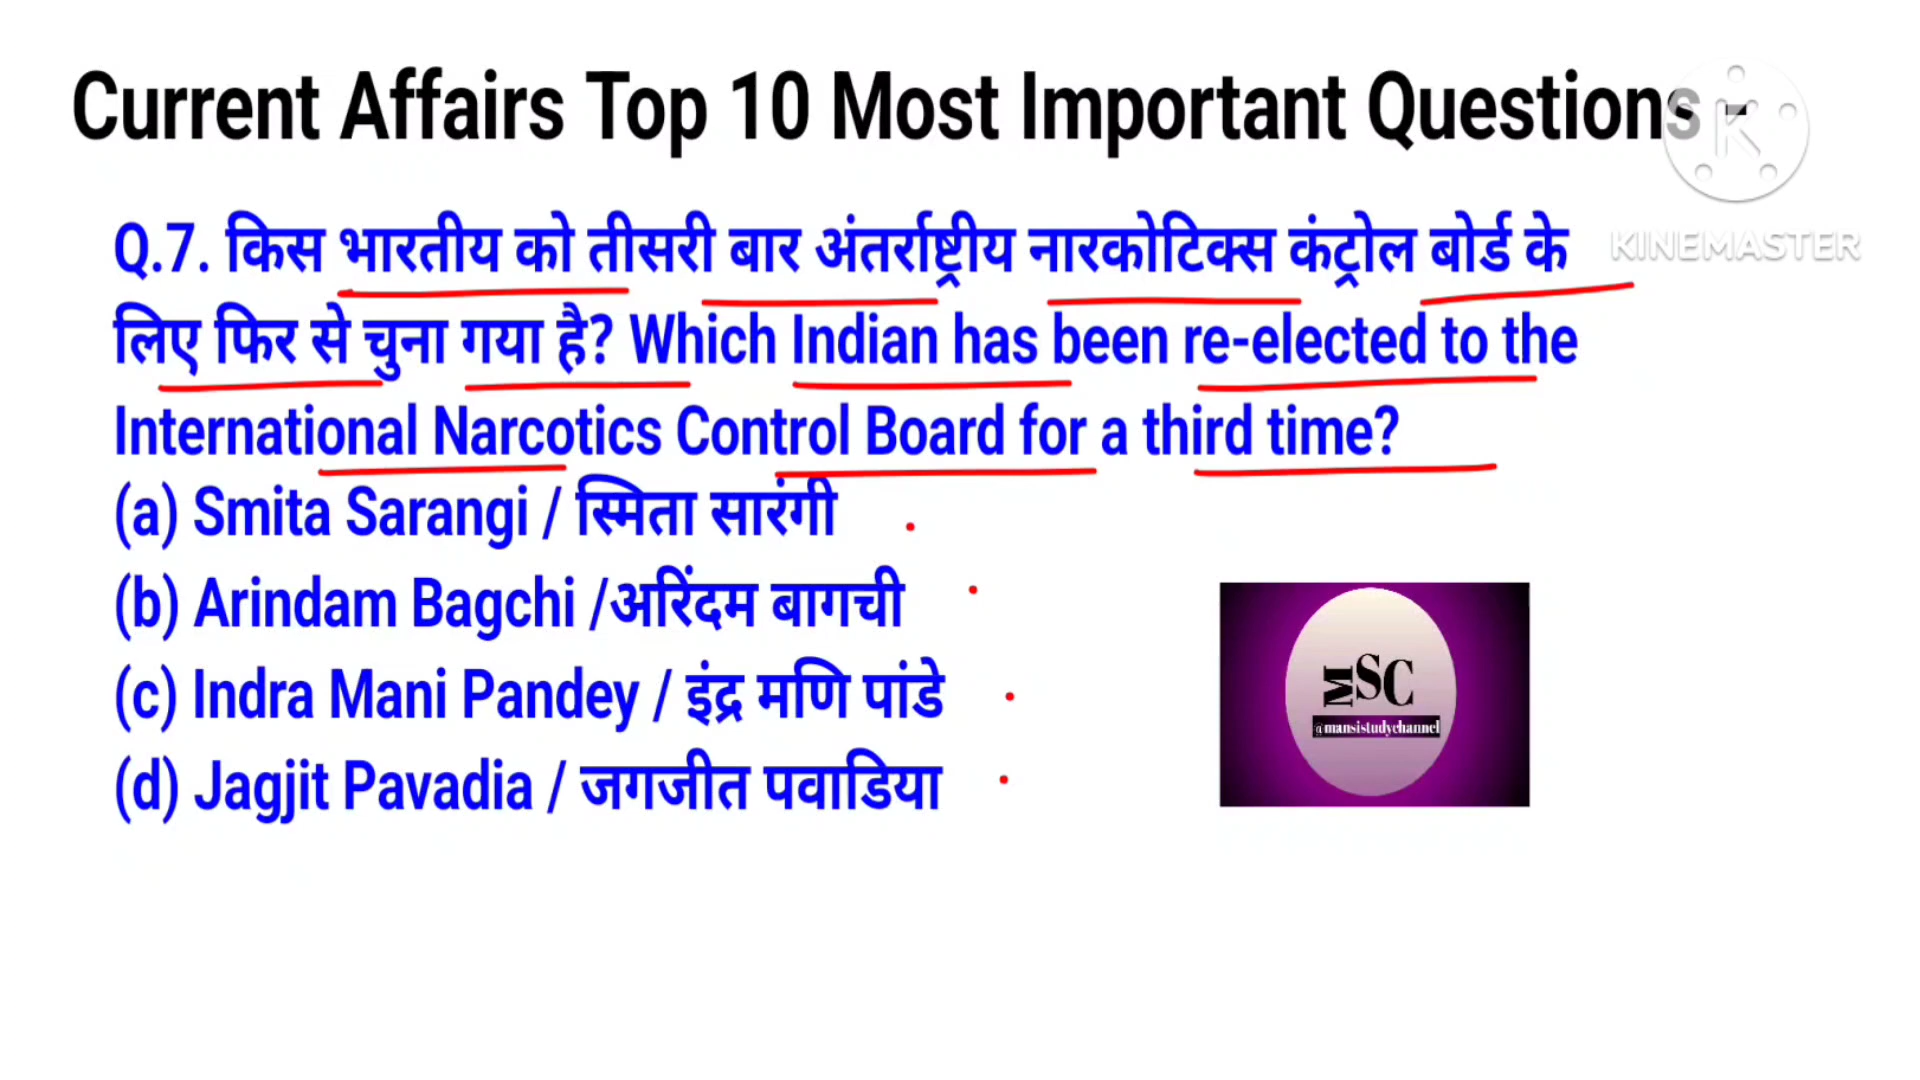 Current Affairs Top 10 Most Important Questions -
KINEMASTER
Q.7. किस भारतीय को तीसरी बार अंतर्राष्ट्रीय नारकोटिक्स कंट्रोल बोर्ड के
लिए फिर से चुना गया है? Which Indian has been re-elected to the
International Narcotics Control Board for a third time?
(a) Smita Sarangi / स्मिता सारंगी
(b) Arindam Bagchi /अरिंदम बागची
(c) Indra Mani Pandey / इंद्र मणि पांडे
(d) Jagjit Pavadia / जगजीत पवाडिया
MSC
@mansistudychannel